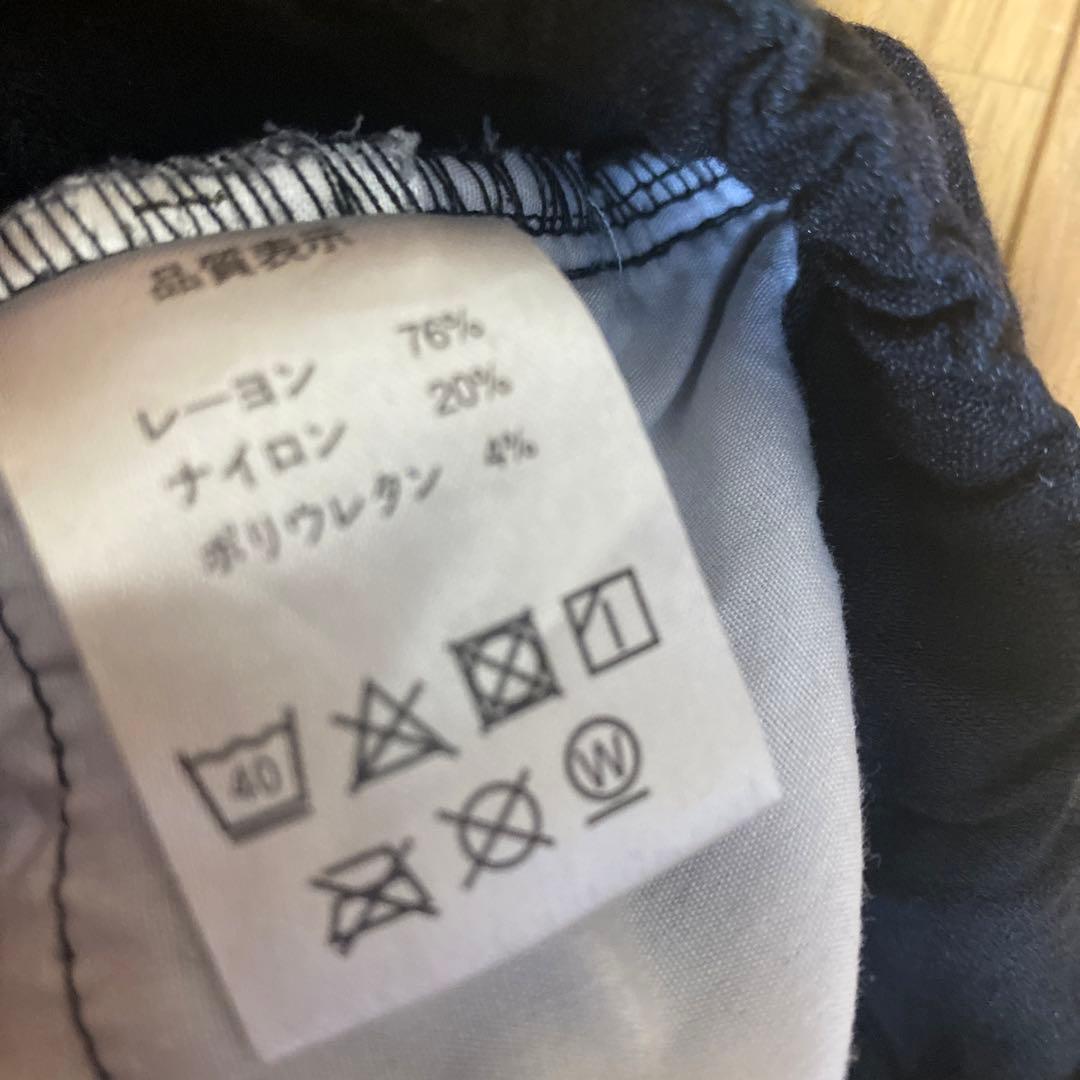 品質表示
レーヨン 76%
ナイロン 20%
ポリウレタン 4%
40
W